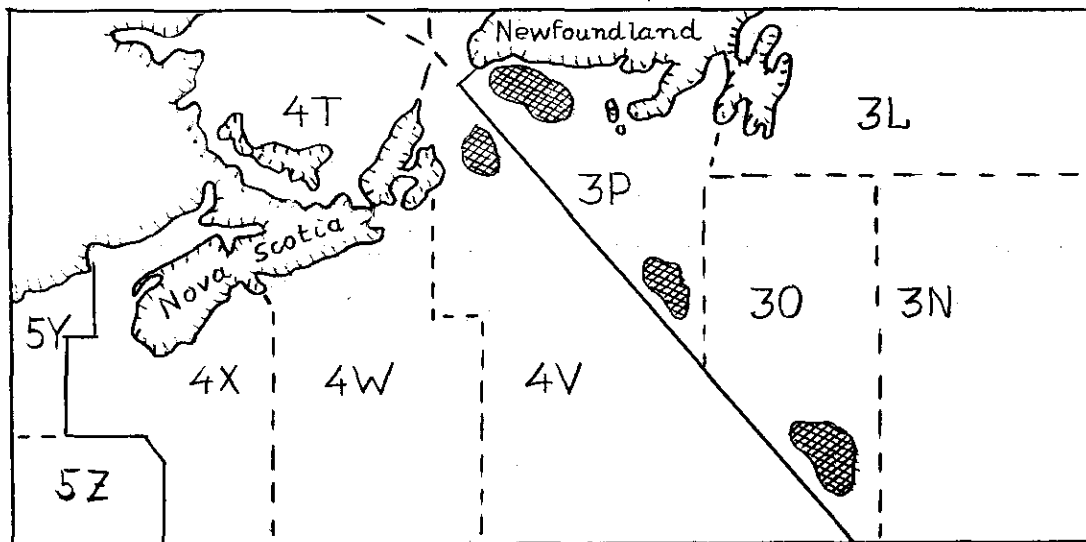 Newfoundland
4T
3L
3P
Nova Scotia
3O
3N
5Y
4X
4W
4V
5Z